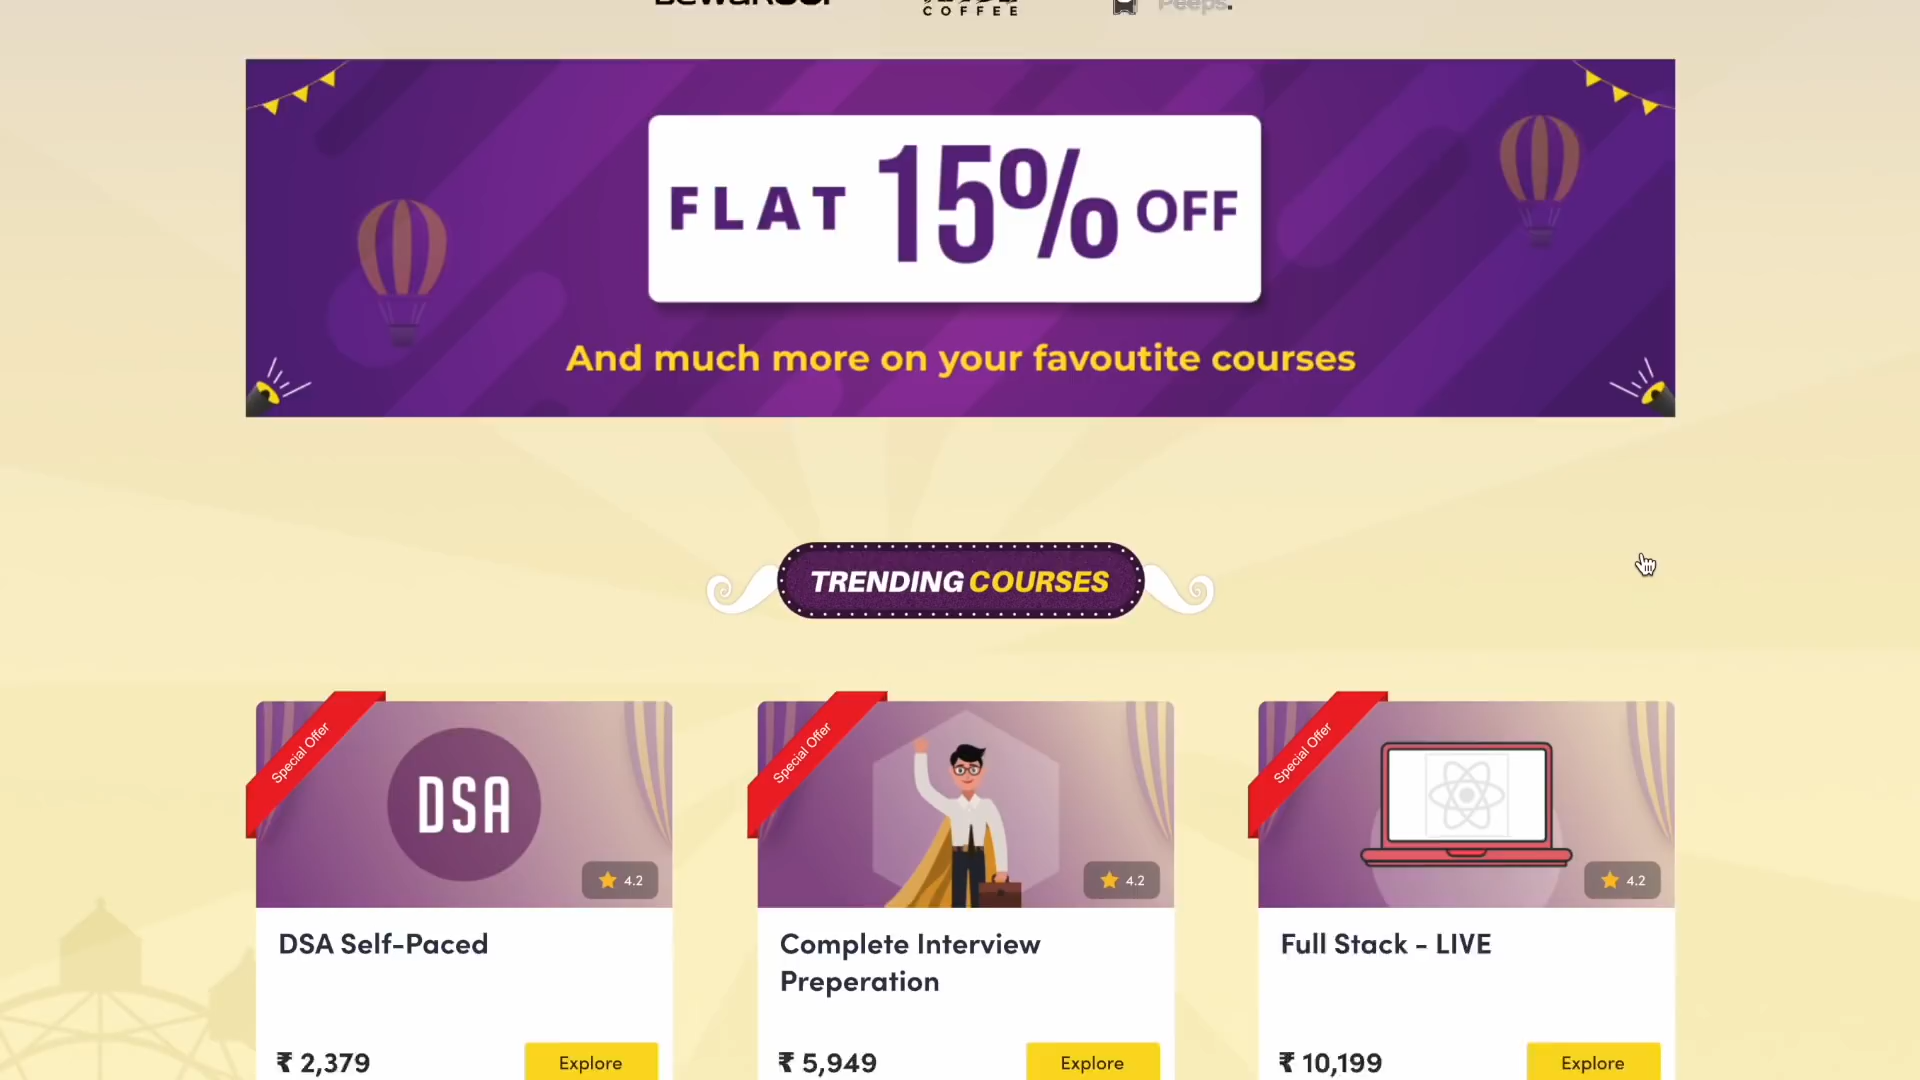 COFFEE
Peeps.
FLAT 15% OFF
And much more on your favoutite courses
TRENDING COURSES
Special Offer
Special Offer
Special Offer
DSA
4.2
4.2
4.2
DSA Self-Paced
Complete Interview
Preperation
Full Stack - LIVE
₹ 2,379
Explore
₹ 5,949
Explore
₹ 10,199
Explore